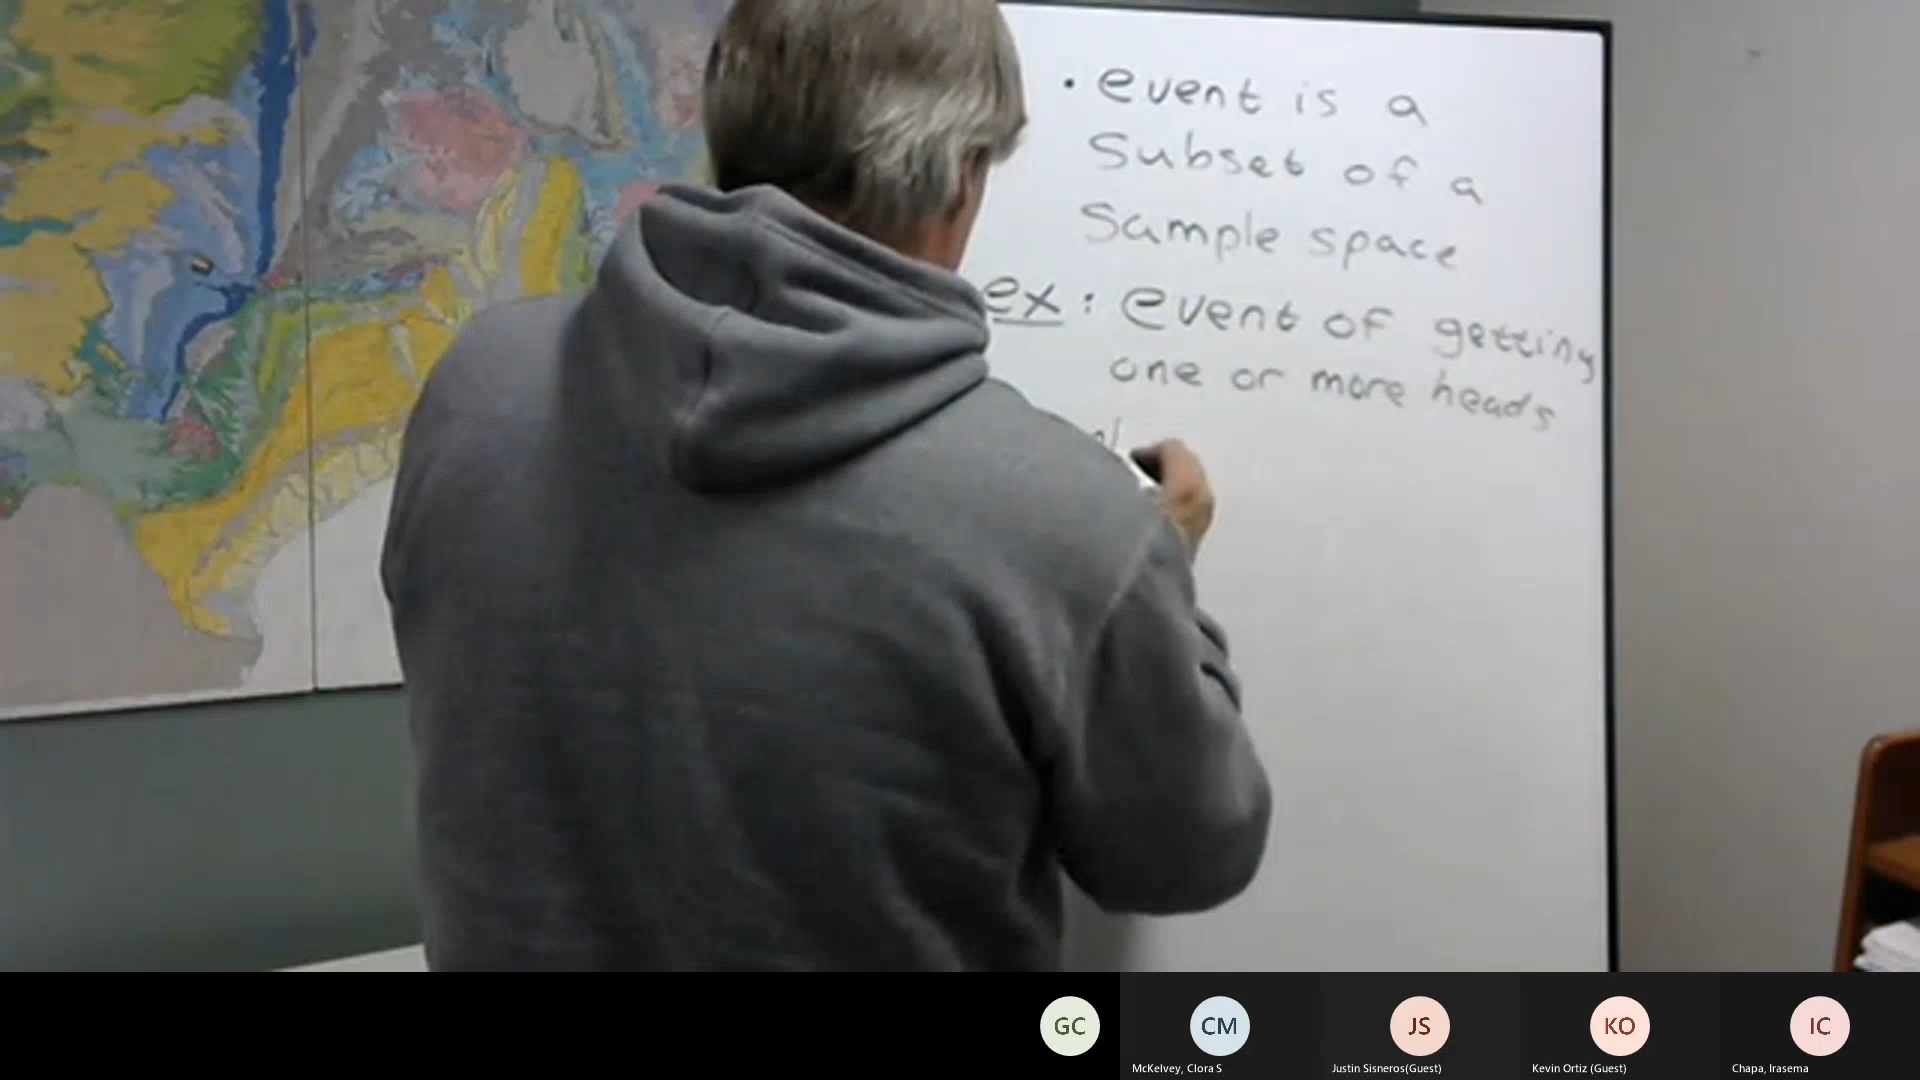 • event is a
Subset of a
Sample space
ex: event of getting
one or more heads
GC
CM
JS
KO
IC
McKelvey, Clora S
Justin Sisneros(Guest)
Kevin Ortiz (Guest)
Chapa, Irasema